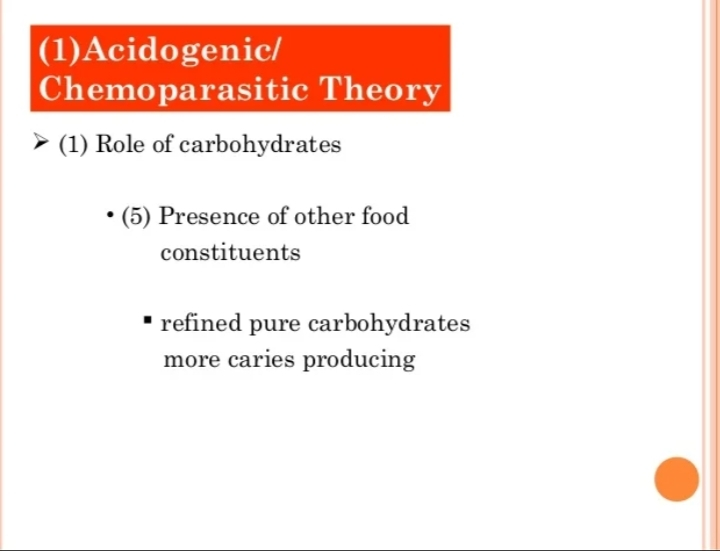 (1)Acidogenic/
Chemoparasitic Theory
➢ (1) Role of carbohydrates
• (5) Presence of other food
constituents
▪ refined pure carbohydrates
more caries producing